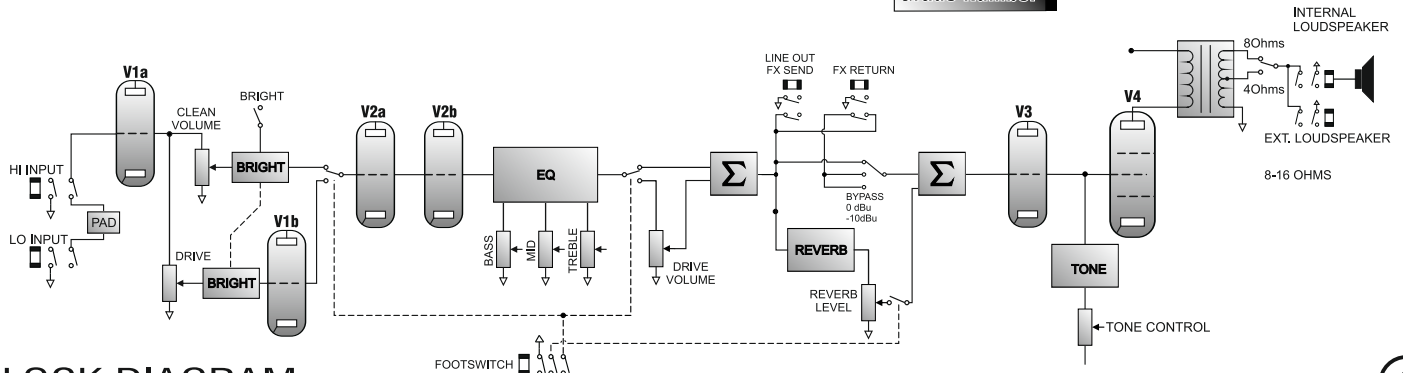 INTERNAL
LOUDSPEAKER
8Ohms
4Ohms
EXT. LOUDSPEAKER
8-16 OHMS
LINE OUT
FX SEND
FX RETURN
V1a
CLEAN
VOLUME
BRIGHT
BRIGHT
V2a
V2b
EQ
BASS
MID
TREBLE
Σ
BYPASS
0 dBu
-10dBu
Σ
V3
V4
HI INPUT
PAD
LO INPUT
DRIVE
BRIGHT
V1b
DRIVE
VOLUME
REVERB
REVERB
LEVEL
TONE
TONE CONTROL
FOOTSWITCH